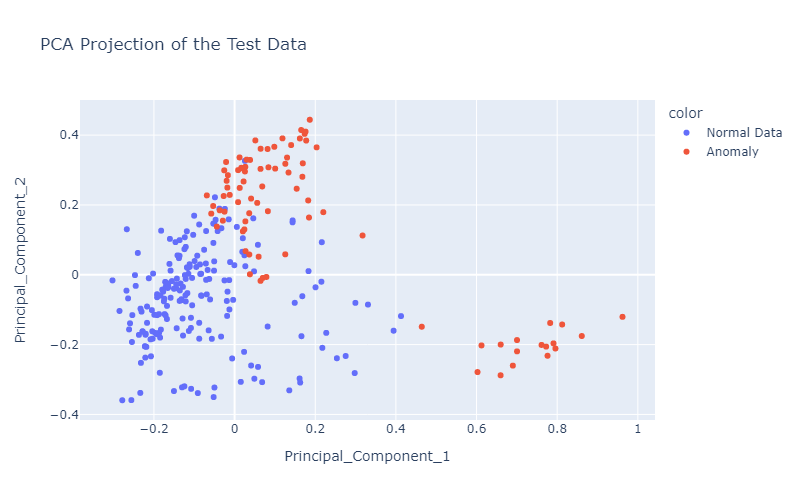 PCA Projection of the Test Data
color
Normal Data
Anomaly
Principal_Component_2
0.4
0.2
0
−0.2
−0.4
−0.2
0
0.2
0.4
0.6
0.8
1
Principal_Component_1